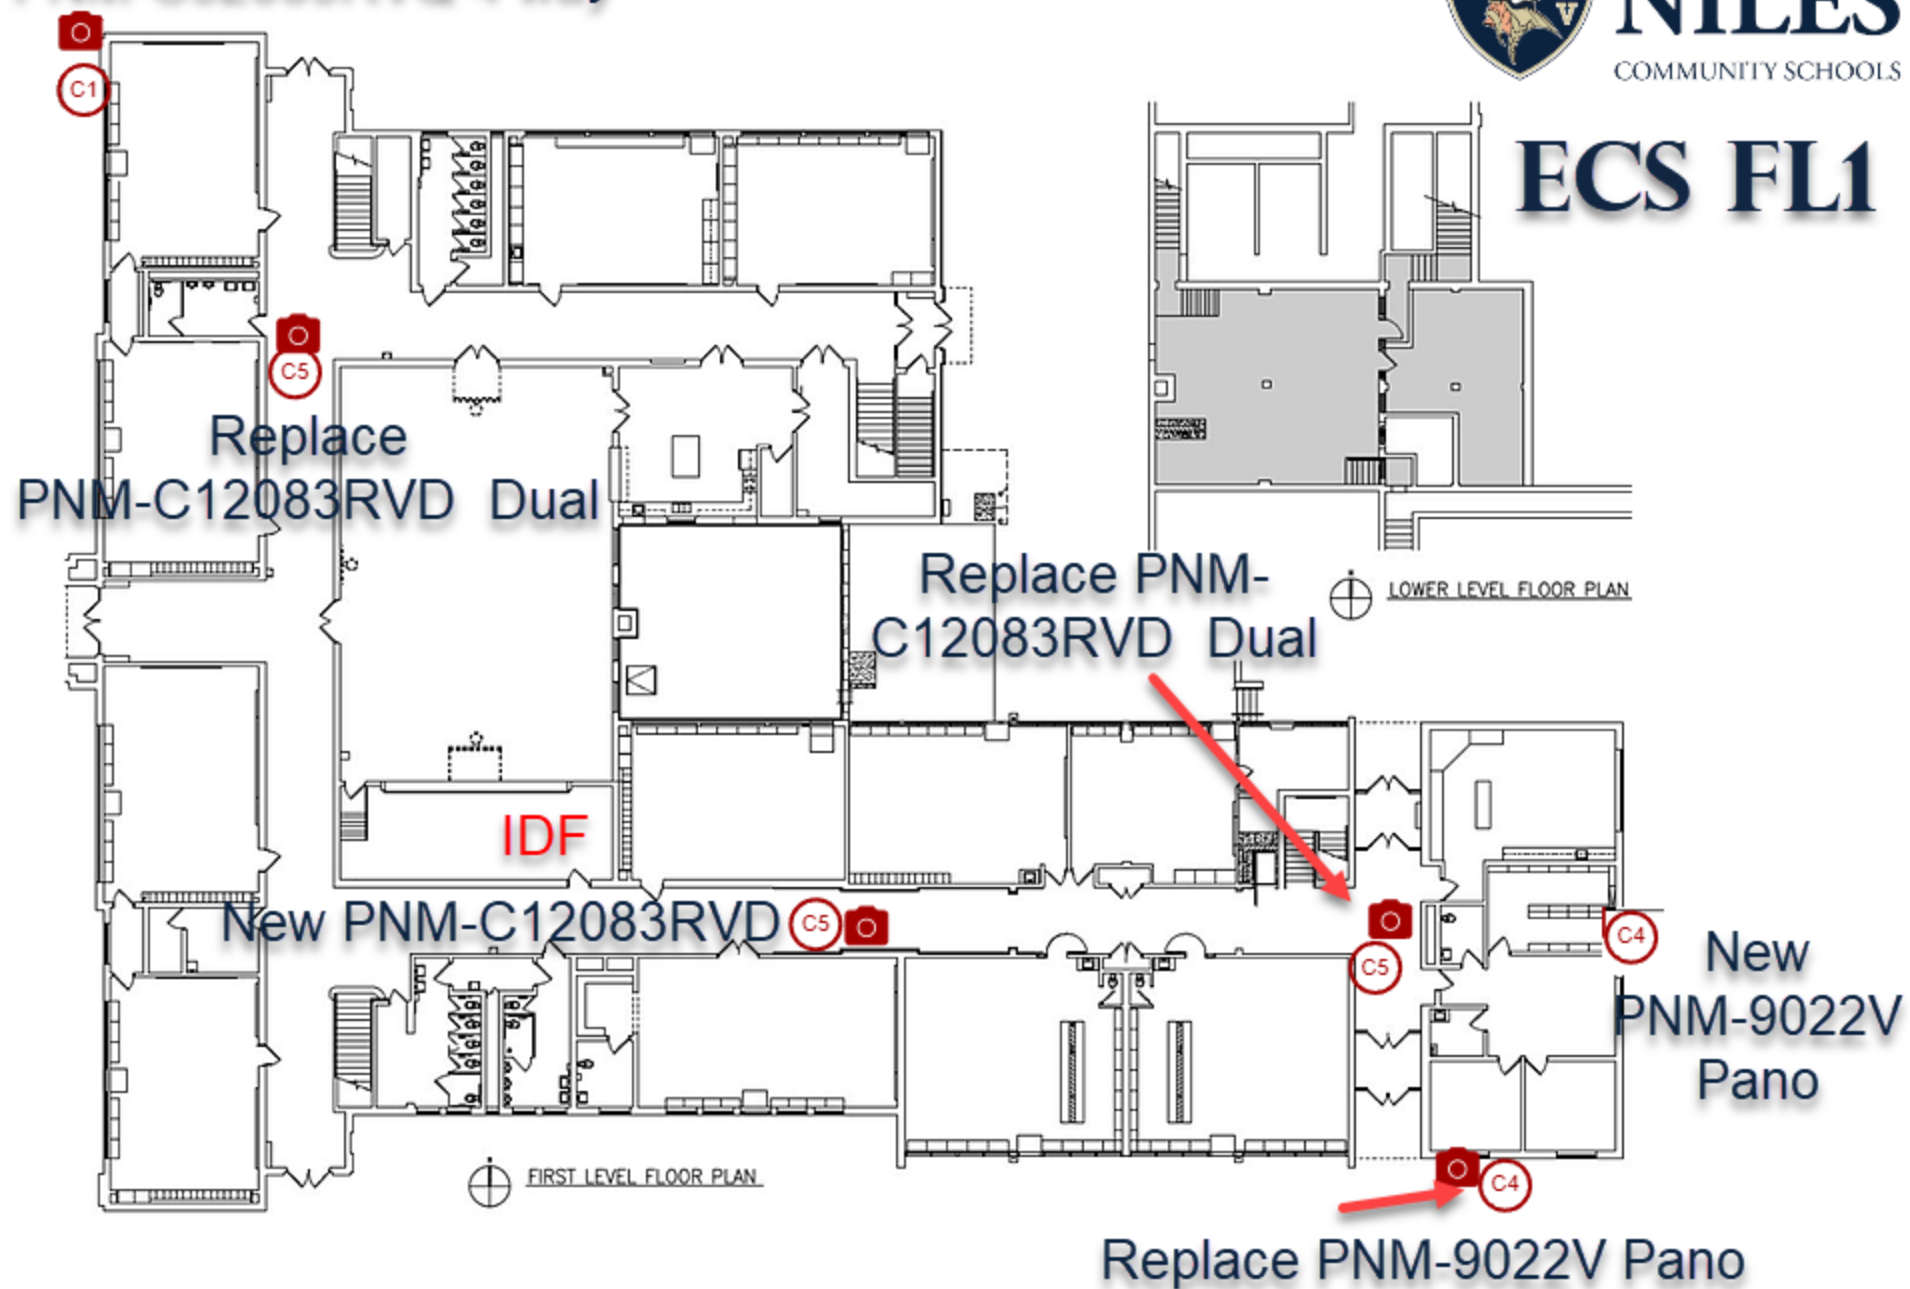 NILES
COMMUNITY SCHOOLS
V
ECS FL1
C1
C5
Replace
PNM-C12083RVD Dual
Replace PNM-
C12083RVD Dual
LOWER LEVEL FLOOR PLAN
IDF
New PNM-C12083RVD
C5
C5
C4
New
PNM-9022V
Pano
FIRST LEVEL FLOOR PLAN
C4
Replace PNM-9022V Pano